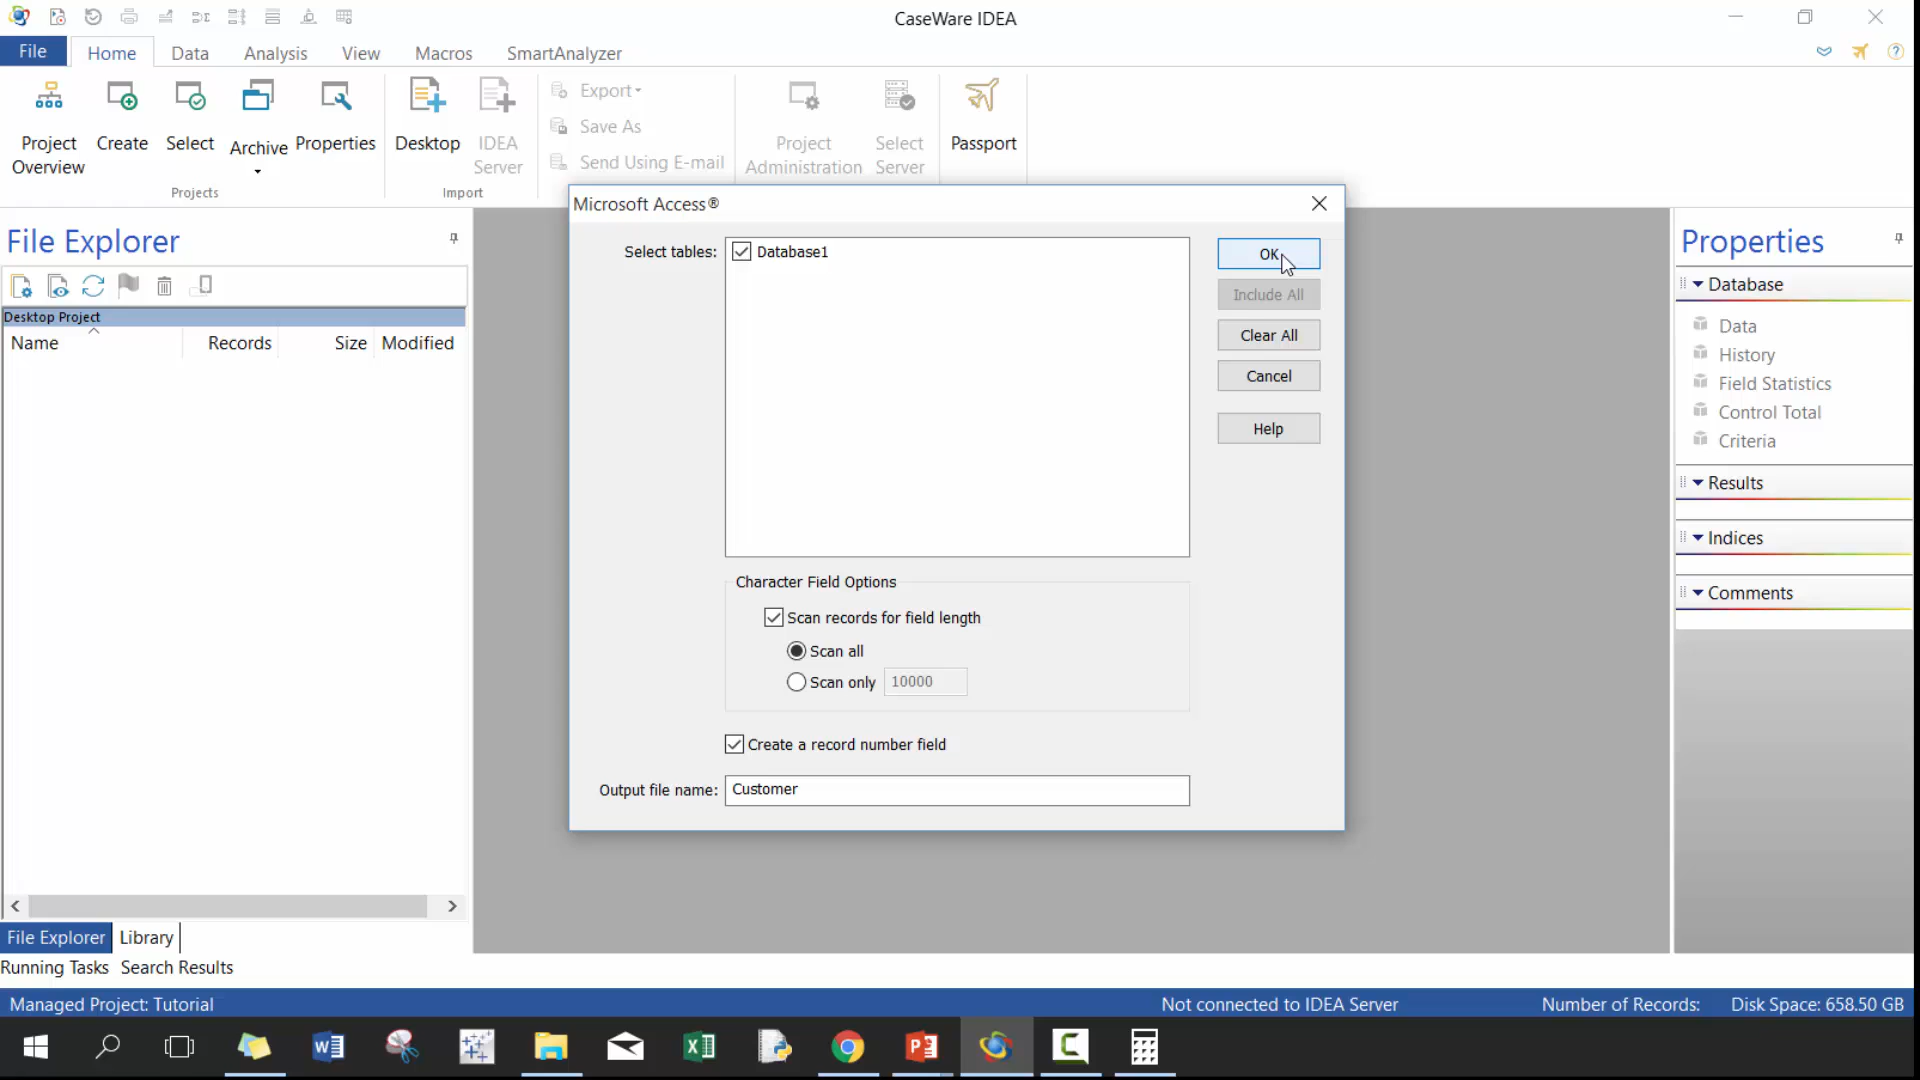 CaseWare IDEA
File Home Data Analysis View Macros SmartAnalyzer
Project Overview
Create
Select
Archive
Properties
Projects
Desktop
IDEA Server
Import
Export
Save As
Send Using E-mail
Project Administration
Select Server
Passport
File Explorer
Desktop Project
Name Records Size Modified
Microsoft Access®
Select tables:
Database1
OK
Include All
Clear All
Cancel
Help
Character Field Options
Scan records for field length
Scan all
Scan only 10000
Create a record number field
Output file name: Customer
Properties
Database
Data
History
Field Statistics
Control Total
Criteria
Results
Indices
Comments
File Explorer Library
Running Tasks Search Results
Managed Project: Tutorial Not connected to IDEA Server Number of Records: Disk Space: 658.50 GB